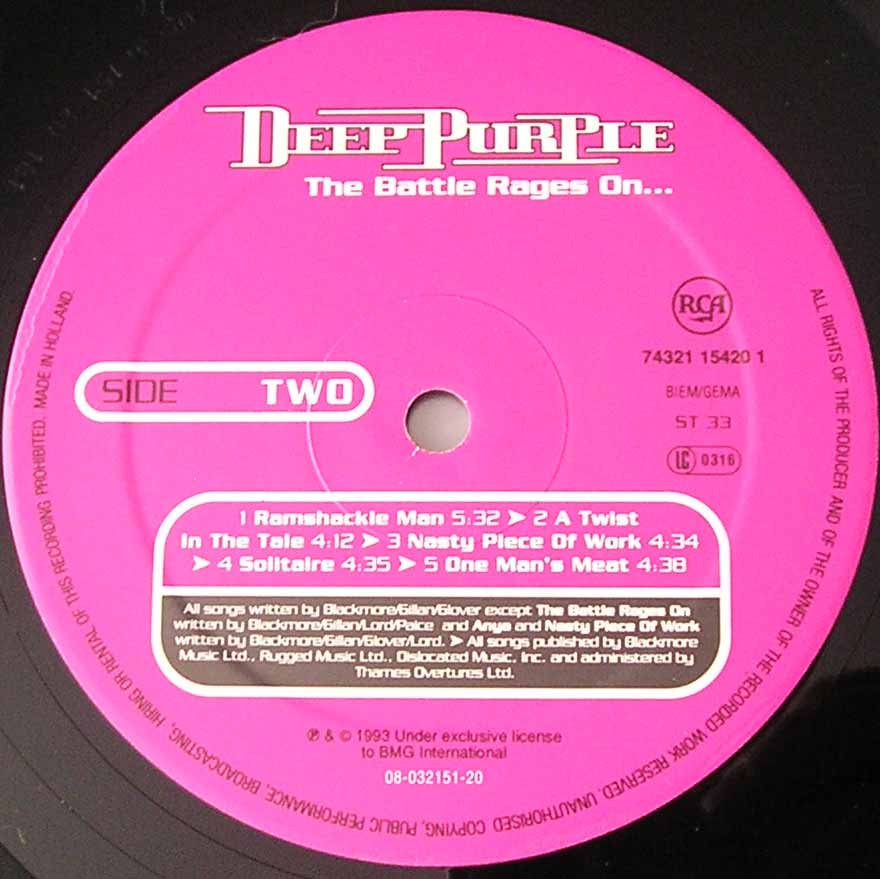 DEEP PURPLE
The Battle Rages On...
RCA
74321 15420 1
BIEM/GEMA
ST 33
LC 0316
SIDE TWO
1 Ramshackle Man 5:32 ➤ 2 A Twist
In The Tale 4:12 ➤ 3 Nasty Piece Of Work 4:34
➤ 4 Solitaire 4:35 ➤ 5 One Man's Meat 4:38
All songs written by Blackmore/Gillan/Glover except The Battle Rages On
written by Blackmore/Gillan/Lord/Paice and Anya and Nasty Piece Of Work
written by Blackmore/Gillan/Glover/Lord. ➤ All songs published by Blackmore
Music Ltd., Rugged Music Ltd., Dislocated Music, Inc. and administered by
Thames Overtures Ltd.
℗ & © 1993 Under exclusive license
to BMG International
08-032151-20
ALL RIGHTS OF THE PRODUCER AND OF THE OWNER OF THE RECORDED WORK RESERVED. UNAUTHORISED COPYING, PUBLIC PERFORMANCE, BROADCASTING, HIRING OR RENTAL OF THIS RECORDING PROHIBITED. MADE IN HOLLAND.